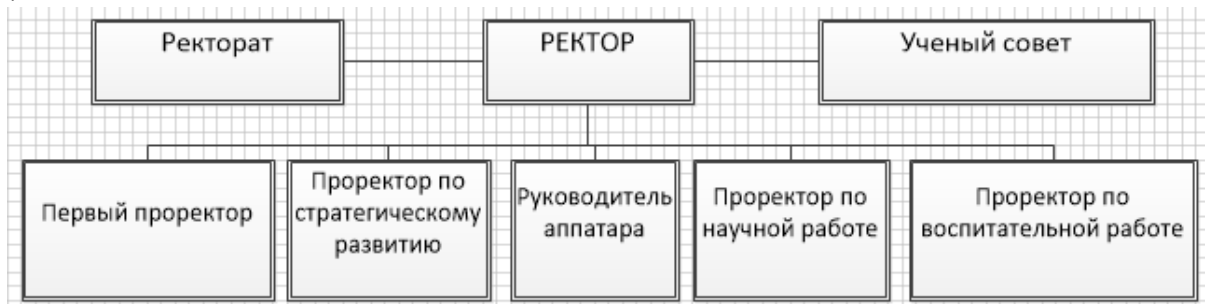 Ректорат
РЕКТОР
Ученый совет
Первый проректор
Проректор по
стратегическому
развитию
Руководитель
аппатара
Проректор по
научной работе
Проректор по
воспитательной работе